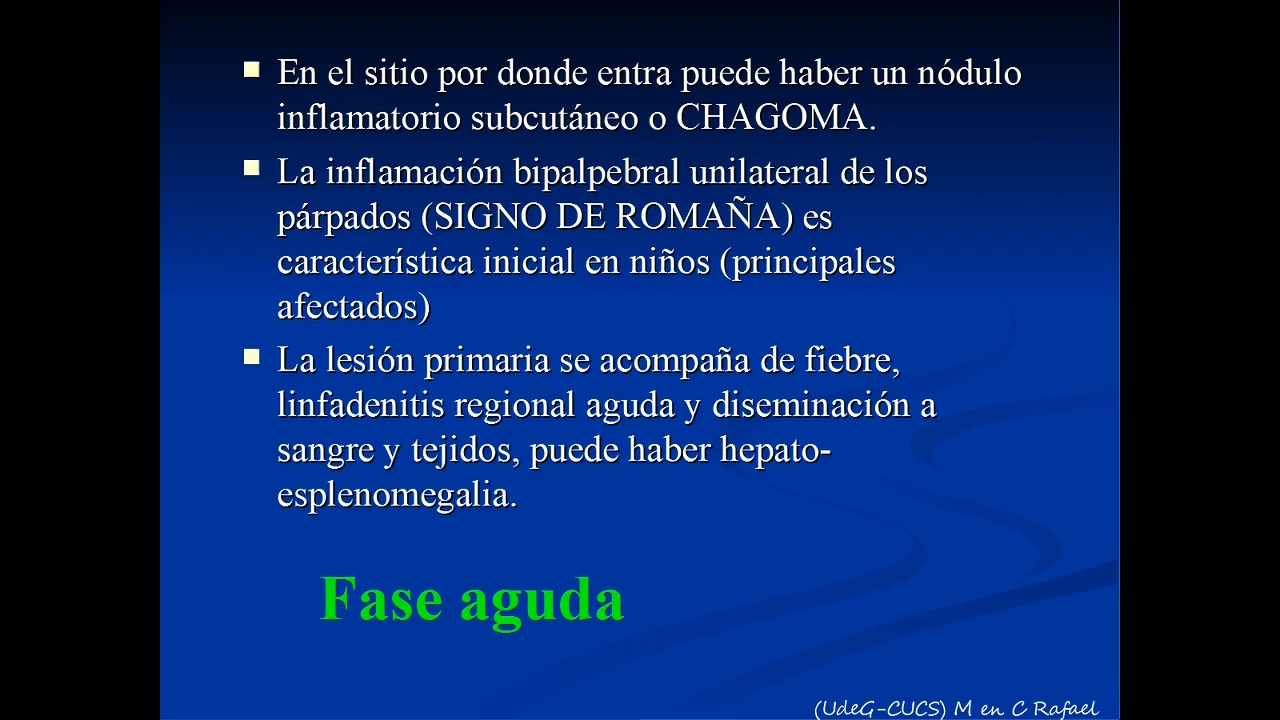 En el sitio por donde entra puede haber un nódulo
inflamatorio subcutáneo o CHAGOMA.
La inflamación bipalpebral unilateral de los
párpados (SIGNO DE ROMAÑA) es
característica inicial en niños (principales
afectados)
La lesión primaria se acompaña de fiebre,
linfadenitis regional aguda y diseminación a
sangre y tejidos, puede haber hepato-
esplenomegalia.
Fase aguda
(UdeG-CUCS) M en C Rafael